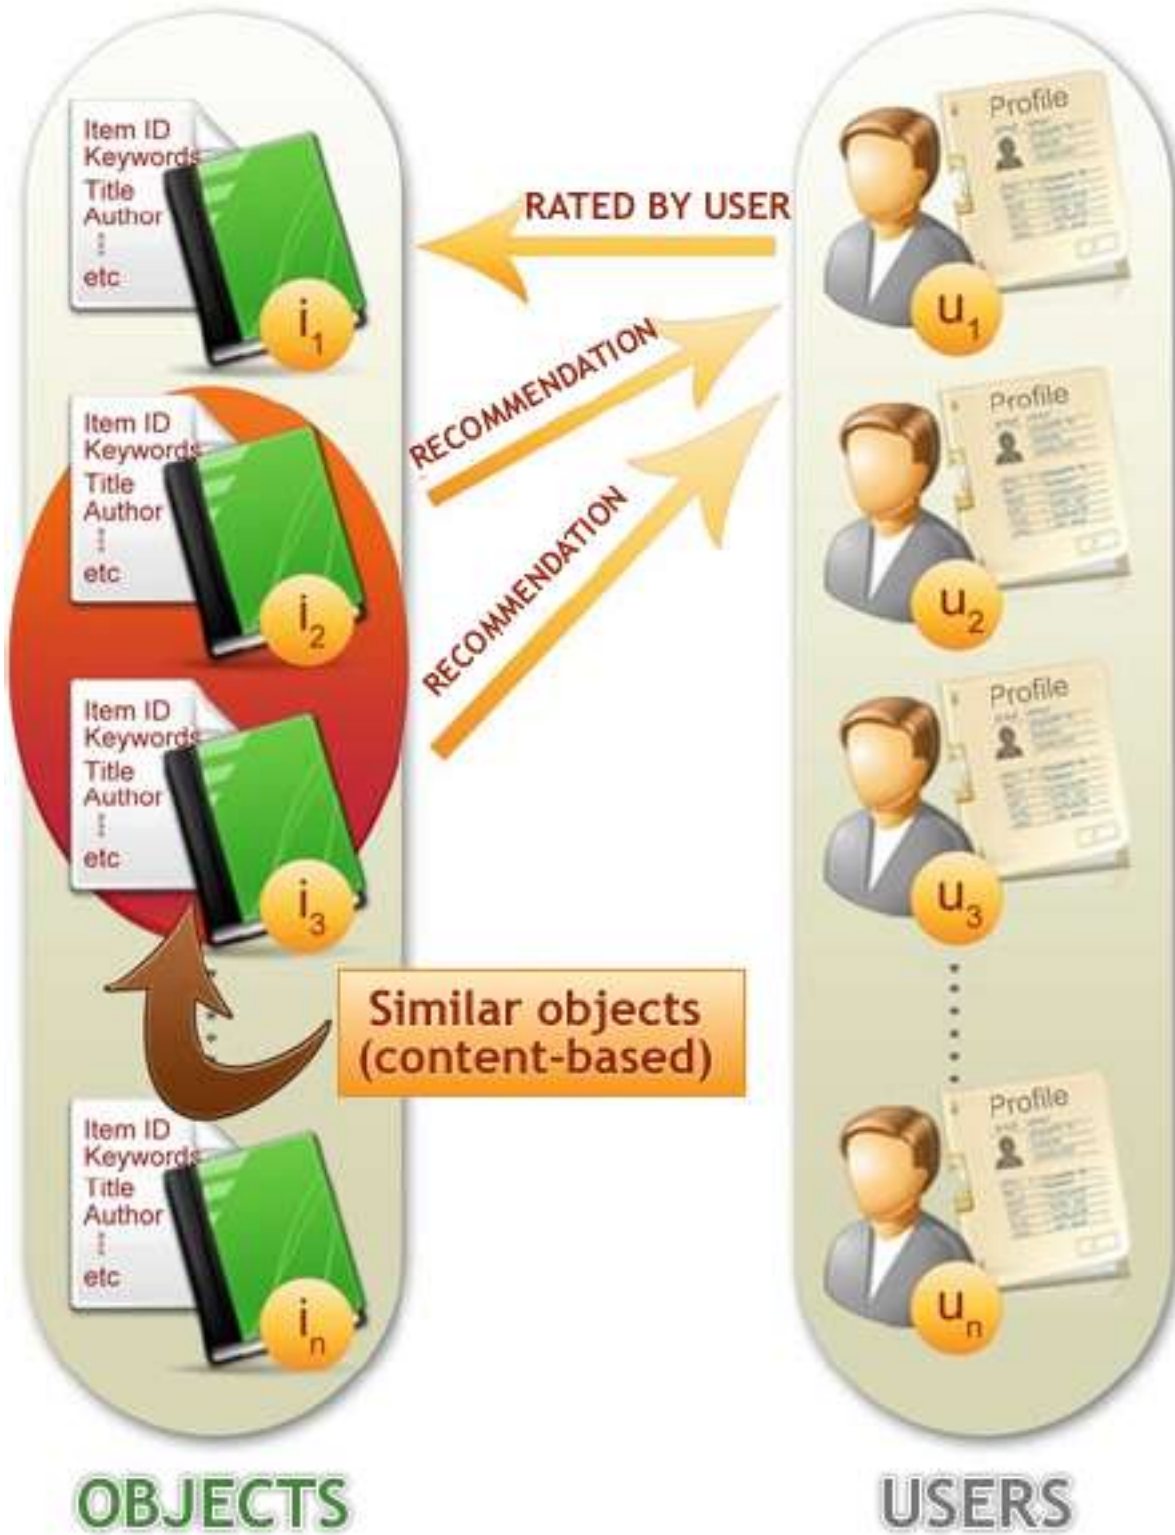 Item ID
Keywords
Title
Author
etc
i1
RATED BY USER
Profile
u1
RECOMMENDATION
Item ID
Keywords
Title
Author
etc
i2
Profile
u2
RECOMMENDATION
Item ID
Keywords
Title
Author
etc
i3
Profile
u3
Similar objects
(content-based)
Item ID
Keywords
Title
Author
etc
in
Profile
un
OBJECTS
USERS